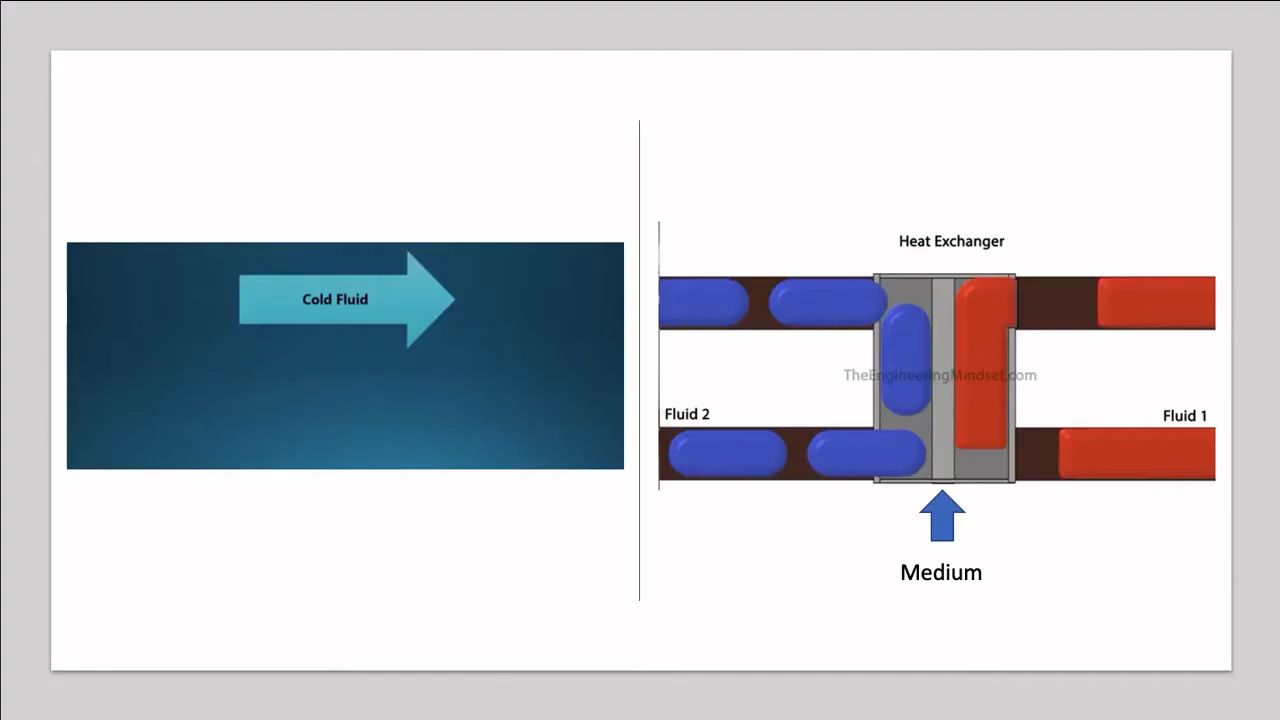 Cold Fluid
Heat Exchanger
TheEngineeringMindset.com
Fluid 2
Fluid 1
Medium